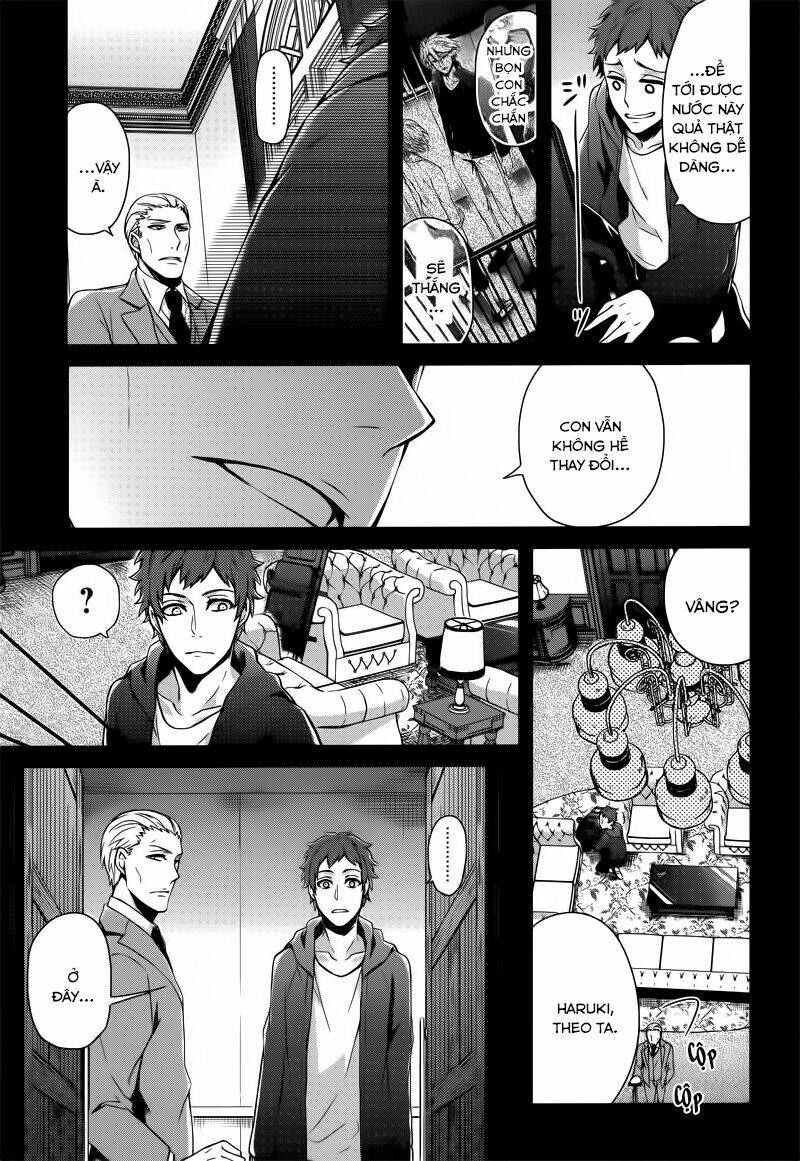 ...ĐỂ
TỚI ĐƯỢC
NƯỚC NÀY
QUẢ THẬT
KHÔNG DỄ
DÀNG...
NHƯNG
BỌN
CON
CHẮC
CHẮN
SẼ
THẮNG
...
.........
...VẬY
À.
CON VẪN
KHÔNG HỀ
THAY ĐỔI...
VÂNG?
HARUKI,
THEO TA.
CỘP
CỘP
?
.........
Ở
ĐÂY...